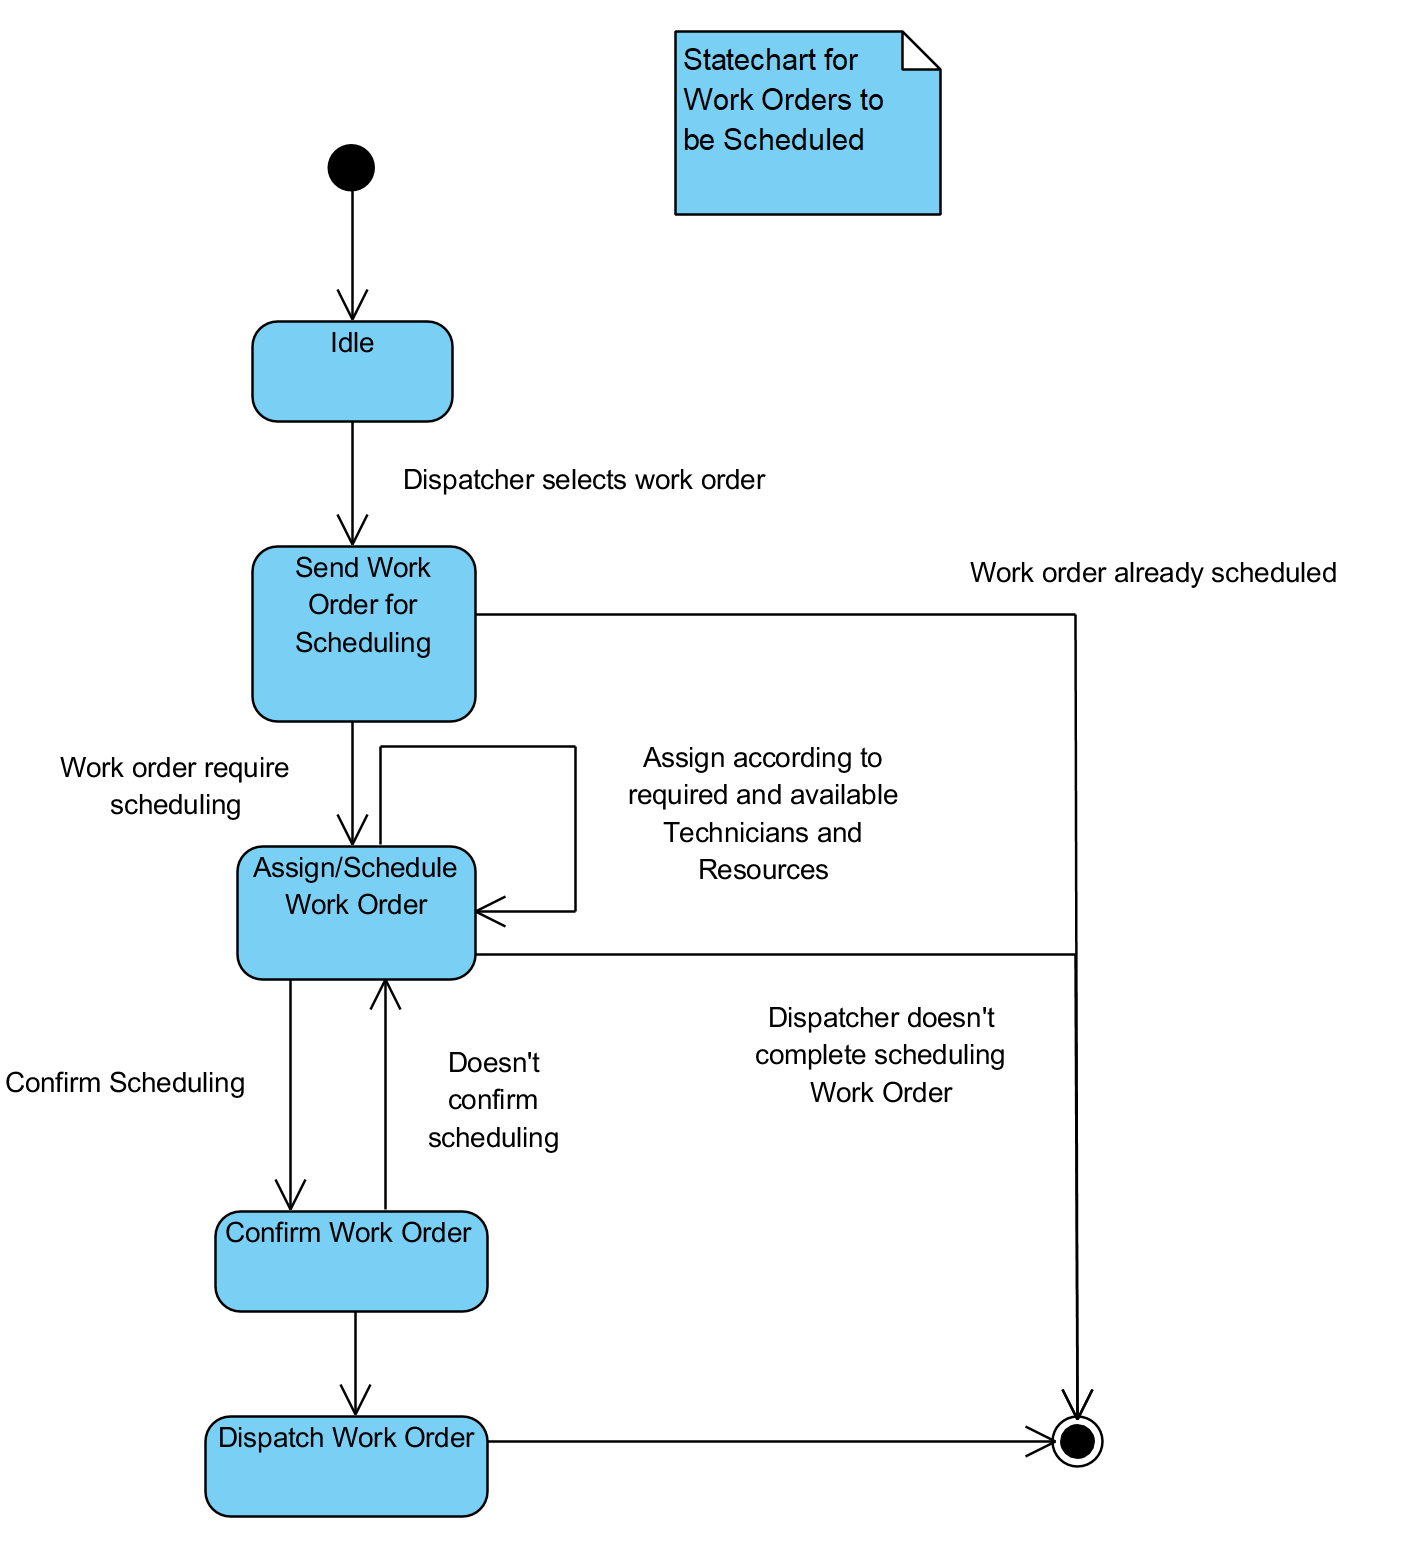 Statechart for
Work Orders to
be Scheduled
Idle
Dispatcher selects work order
Send Work
Order for
Scheduling
Work order already scheduled
Work order require
scheduling
Assign according to
required and available
Technicians and
Resources
Assign/Schedule
Work Order
Dispatcher doesn't
complete scheduling
Work Order
Confirm Scheduling
Doesn't
confirm
scheduling
Confirm Work Order
Dispatch Work Order